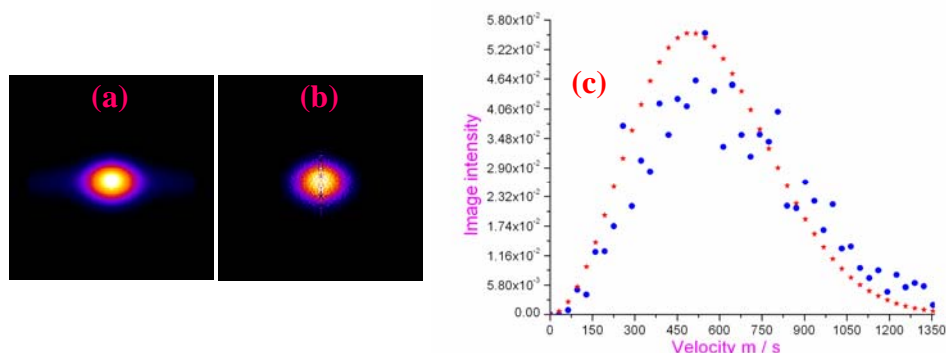 (a)
(b)
(c)
Image intensity
5.80x10⁻²
5.22x10⁻²
4.64x10⁻²
4.06x10⁻²
3.48x10⁻²
2.90x10⁻²
2.32x10⁻²
1.74x10⁻²
1.16x10⁻²
5.80x10⁻³
0.00
0 150 300 450 600 750 900 1050 1200 1350
Velocity m / s